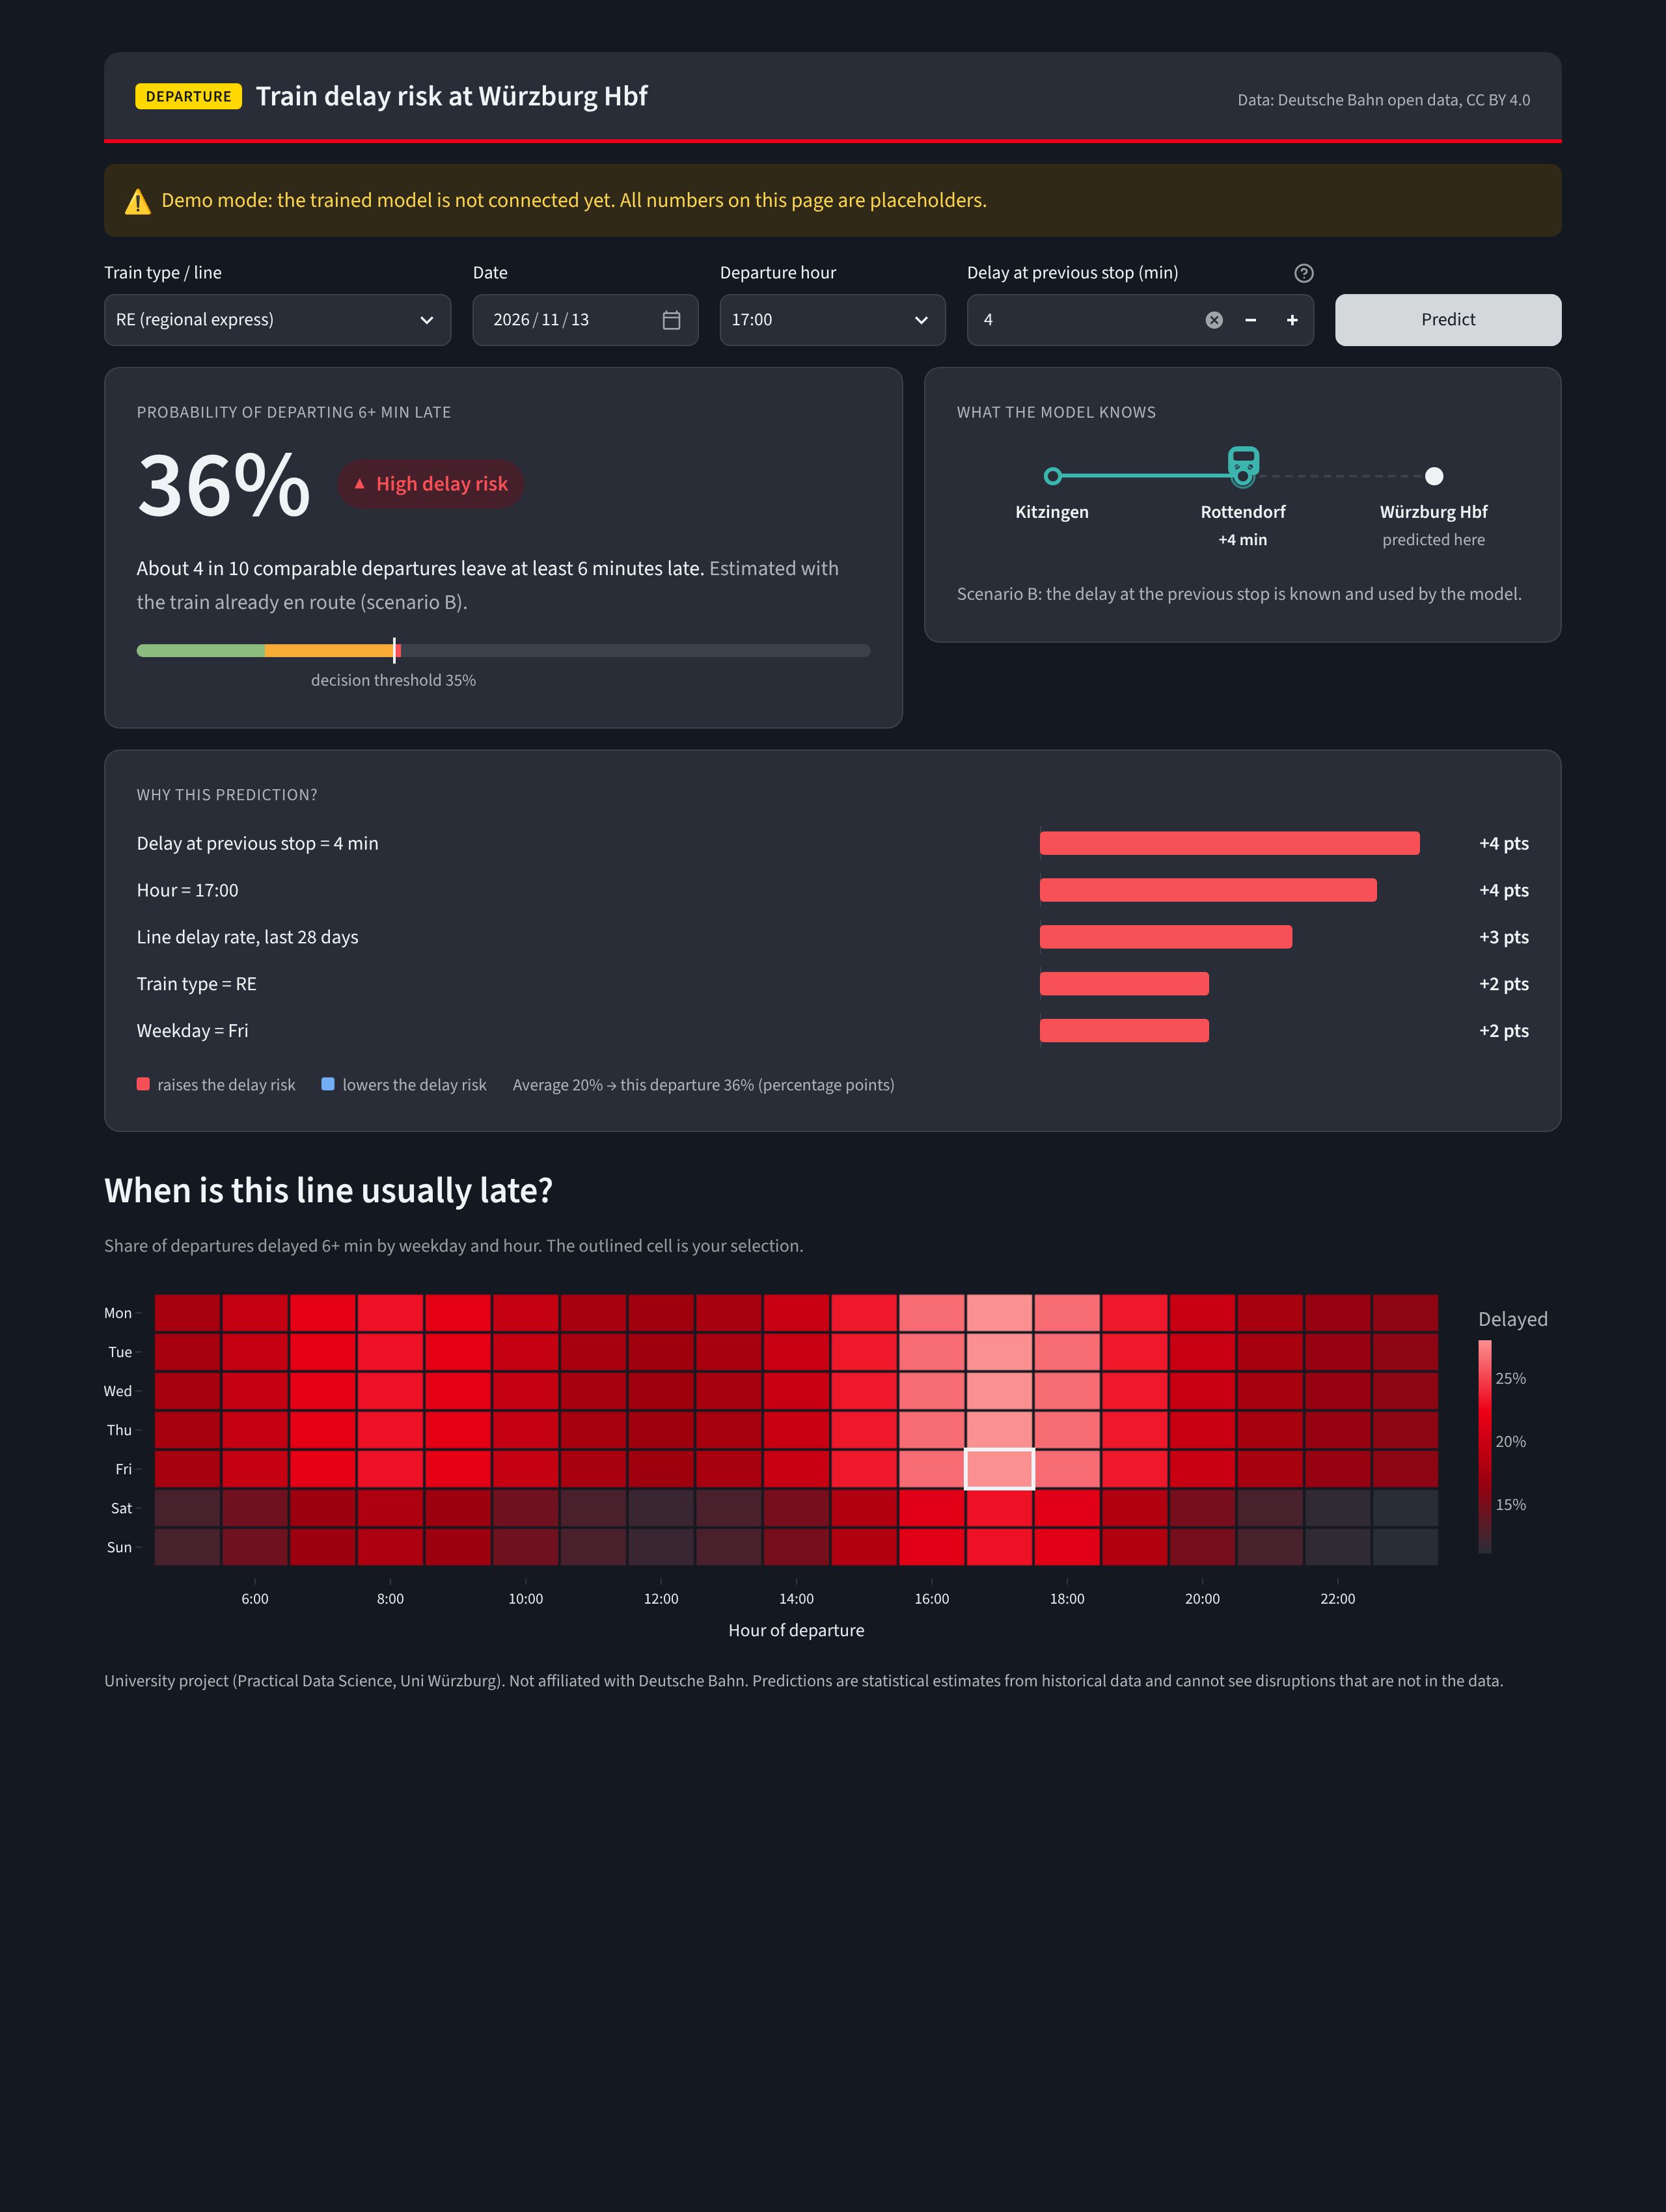 DEPARTURE Train delay risk at Würzburg Hbf
Data: Deutsche Bahn open data, CC BY 4.0
⚠️ Demo mode: the trained model is not connected yet. All numbers on this page are placeholders.
Train type / line
RE (regional express)
Date
2026/11/13
Departure hour
17:00
Delay at previous stop (min)
4
Predict
PROBABILITY OF DEPARTING 6+ MIN LATE
36%
▲ High delay risk
About 4 in 10 comparable departures leave at least 6 minutes late. Estimated with
the train already en route (scenario B).
decision threshold 35%
WHAT THE MODEL KNOWS
Kitzingen
Rottendorf
+4 min
Würzburg Hbf
predicted here
Scenario B: the delay at the previous stop is known and used by the model.
WHY THIS PREDICTION?
Delay at previous stop = 4 min +4 pts
Hour = 17:00 +4 pts
Line delay rate, last 28 days +3 pts
Train type = RE +2 pts
Weekday = Fri +2 pts
raises the delay risk lowers the delay risk Average 20% → this departure 36% (percentage points)
When is this line usually late?
Share of departures delayed 6+ min by weekday and hour. The outlined cell is your selection.
Mon
Tue
Wed
Thu
Fri
Sat
Sun
6:00 8:00 10:00 12:00 14:00 16:00 18:00 20:00 22:00
Hour of departure
Delayed
25%
20%
15%
University project (Practical Data Science, Uni Würzburg). Not affiliated with Deutsche Bahn. Predictions are statistical estimates from historical data and cannot see disruptions that are not in the data.